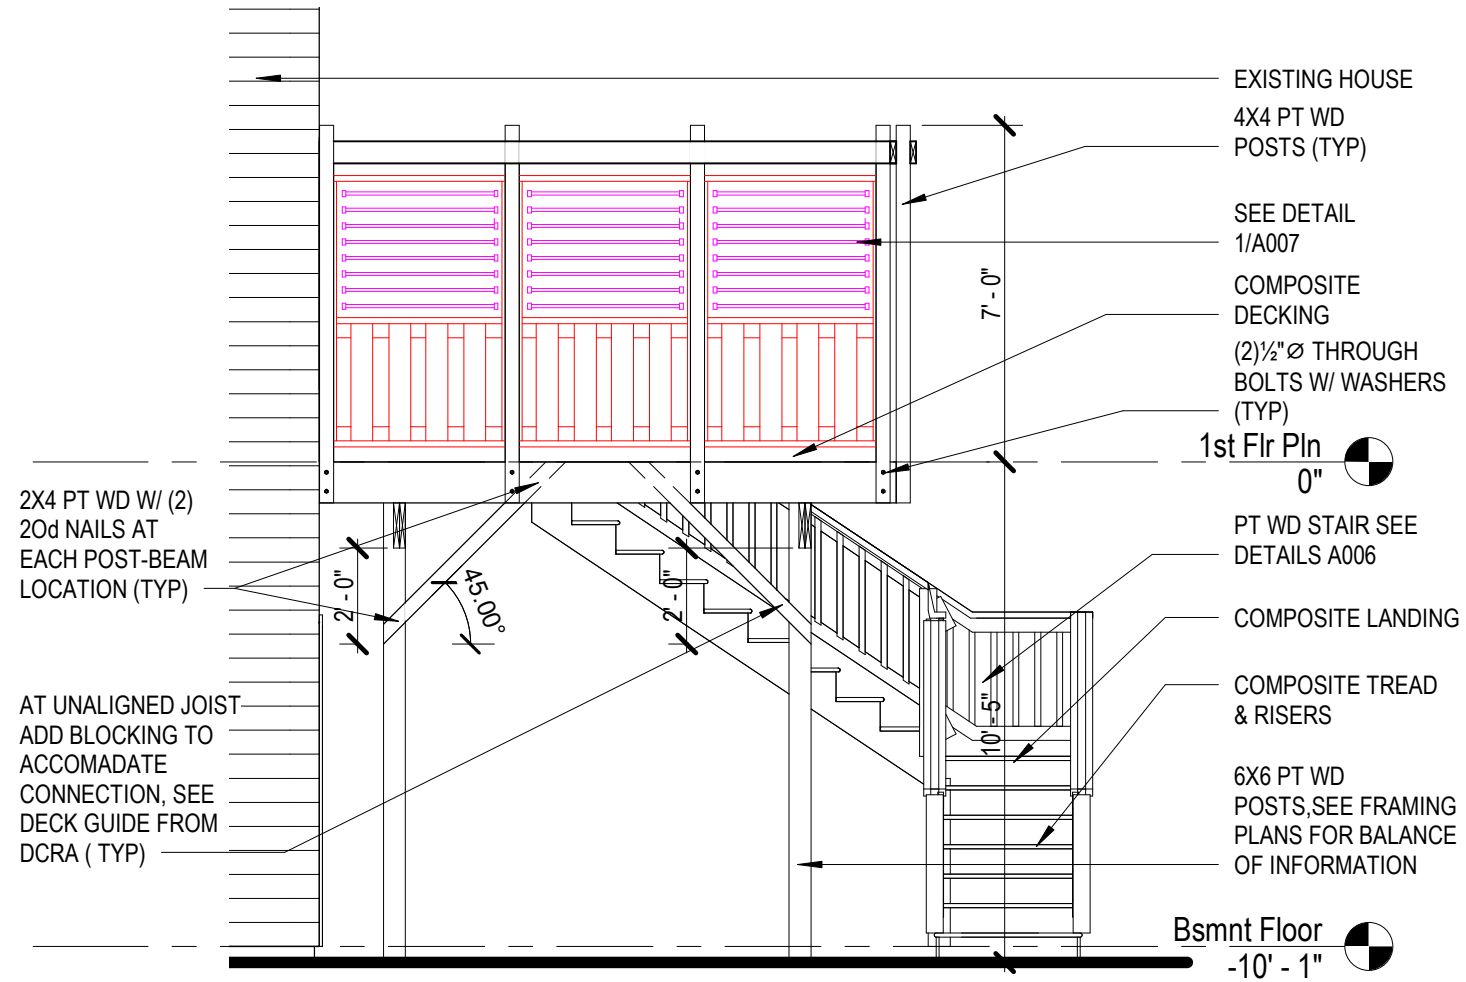 EXISTING HOUSE
4X4 PT WD
POSTS (TYP)
SEE DETAIL
1/A007
COMPOSITE
DECKING
(2)½"Ø THROUGH
BOLTS W/ WASHERS
(TYP)
1st Flr Pln
0"
PT WD STAIR SEE
DETAILS A006
COMPOSITE LANDING
COMPOSITE TREAD
& RISERS
6X6 PT WD
POSTS,SEE FRAMING
PLANS FOR BALANCE
OF INFORMATION
Bsmnt Floor
-10' - 1"
7' - 0"
10' - 5"
2X4 PT WD W/ (2)
2Od NAILS AT
EACH POST-BEAM
LOCATION (TYP)
2' - 0"
45.00°
2' - 0"
AT UNALIGNED JOIST
ADD BLOCKING TO
ACCOMADATE
CONNECTION, SEE
DECK GUIDE FROM
DCRA ( TYP)